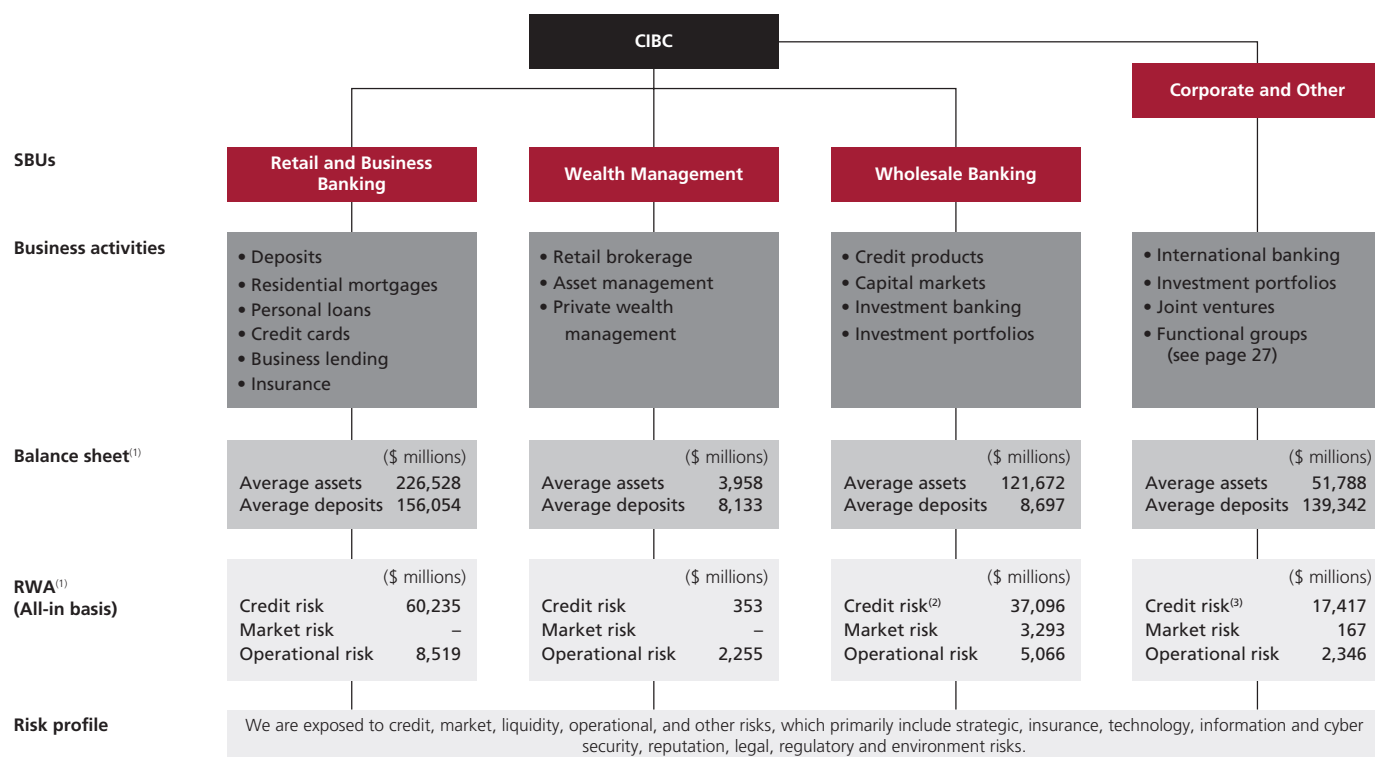 CIBC
Corporate and Other
SBUs
Retail and Business
Banking
Wealth Management
Wholesale Banking
Business activities
• Deposits
• Residential mortgages
• Personal loans
• Credit cards
• Business lending
• Insurance
• Retail brokerage
• Asset management
• Private wealth
management
• Credit products
• Capital markets
• Investment banking
• Investment portfolios
• International banking
• Investment portfolios
• Joint ventures
• Functional groups
(see page 27)
Balance sheet(1)
($ millions)
Average assets 226,528
Average deposits 156,054
($ millions)
Average assets 3,958
Average deposits 8,133
($ millions)
Average assets 121,672
Average deposits 8,697
($ millions)
Average assets 51,788
Average deposits 139,342
RWA(1)
(All-in basis)
($ millions)
Credit risk 60,235
Market risk –
Operational risk 8,519
($ millions)
Credit risk 353
Market risk –
Operational risk 2,255
($ millions)
Credit risk(2) 37,096
Market risk 3,293
Operational risk 5,066
($ millions)
Credit risk(3) 17,417
Market risk 167
Operational risk 2,346
Risk profile
We are exposed to credit, market, liquidity, operational, and other risks, which primarily include strategic, insurance, technology, information and cyber
security, reputation, legal, regulatory and environment risks.